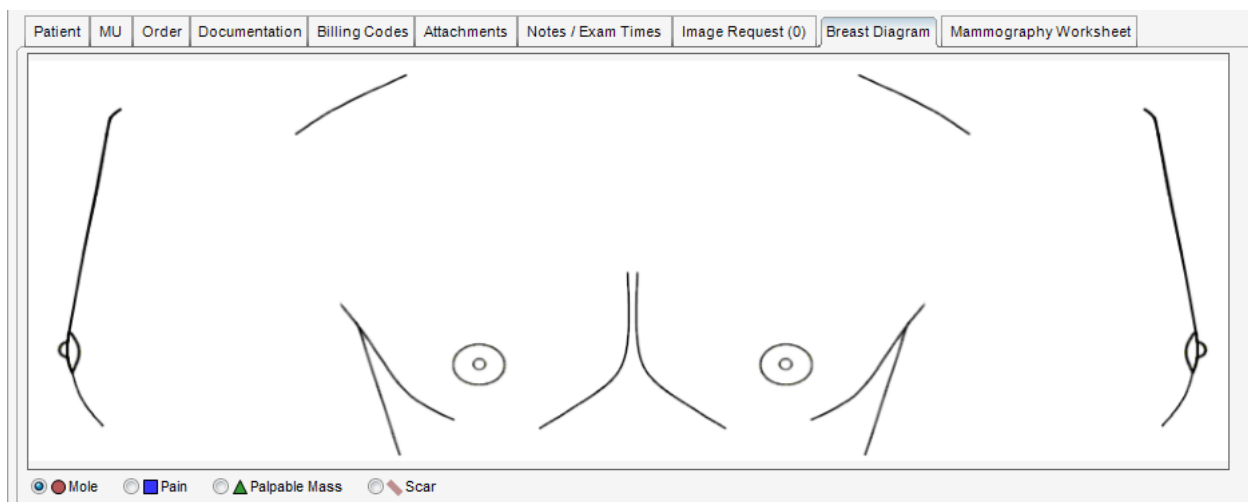 Patient MU Order Documentation Billing Codes Attachments Notes / Exam Times Image Request (0) Breast Diagram Mammography Worksheet
Mole Pain Palpable Mass Scar